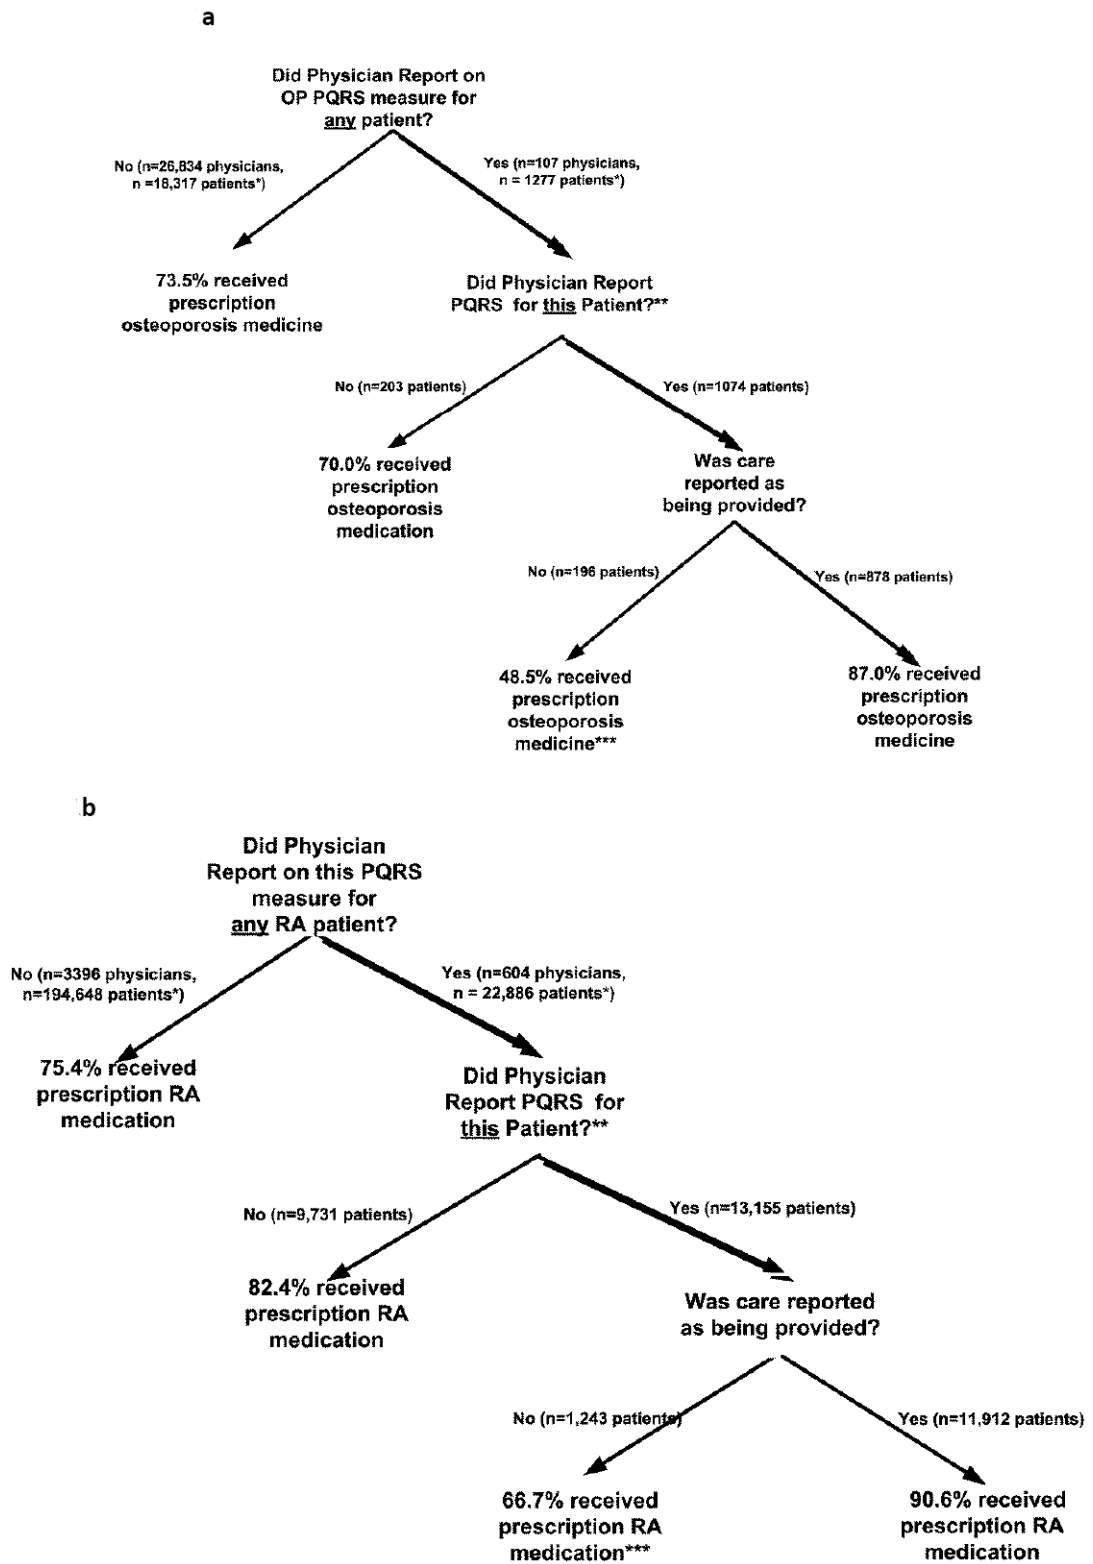 a
Did Physician Report on
OP PQRS measure for
any patient?
No (n=26,834 physicians,
n =18,317 patients*)
Yes (n=107 physicians,
n = 1277 patients*)
73.5% received
prescription
osteoporosis medicine
Did Physician Report
PQRS for this Patient?**
No (n=203 patients)
Yes (n=1074 patients)
70.0% received
prescription
osteoporosis
medication
Was care
reported as
being provided?
No (n=196 patients)
Yes (n=878 patients)
48.5% received
prescription
osteoporosis
medicine***
87.0% received
prescription
osteoporosis
medicine
b
Did Physician
Report on this PQRS
measure for
any RA patient?
No (n=3396 physicians,
n=194,648 patients*)
Yes (n=604 physicians,
n = 22,886 patients*)
75.4% received
prescription RA
medication
Did Physician
Report PQRS for
this Patient?**
No (n=9,731 patients)
Yes (n=13,155 patients)
82.4% received
prescription RA
medication
Was care reported
as being provided?
No (n=1,243 patients)
Yes (n=11,912 patients)
66.7% received
prescription RA
medication***
90.6% received
prescription RA
medication